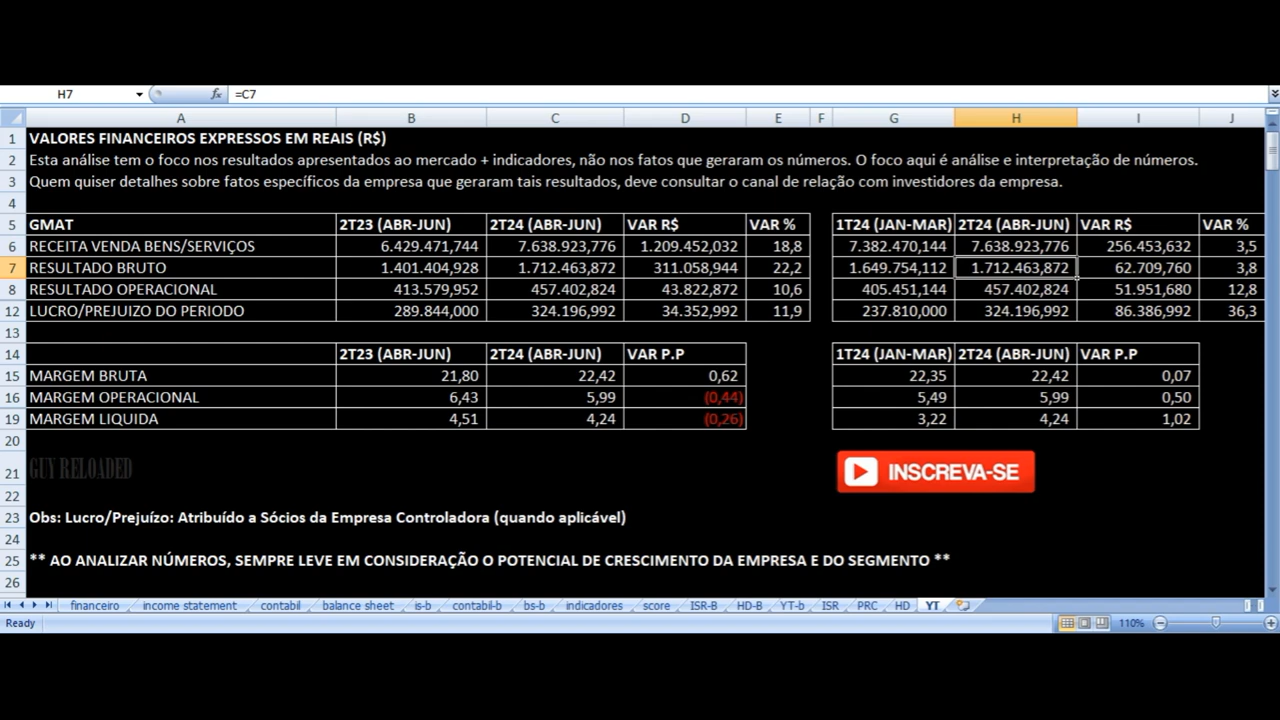 H7 fx =C7
A B C D E F G H I J
1 VALORES FINANCEIROS EXPRESSOS EM REAIS (R$)
2 Esta análise tem o foco nos resultados apresentados ao mercado + indicadores, não nos fatos que geraram os números. O foco aqui é análise e interpretação de números.
3 Quem quiser detalhes sobre fatos específicos da empresa que geraram tais resultados, deve consultar o canal de relação com investidores da empresa.
4
5 GMAT 2T23 (ABR-JUN) 2T24 (ABR-JUN) VAR R$ VAR % 1T24 (JAN-MAR) 2T24 (ABR-JUN) VAR R$ VAR %
6 RECEITA VENDA BENS/SERVIÇOS 6.429.471,744 7.638.923,776 1.209.452,032 18,8 7.382.470,144 7.638.923,776 256.453,632 3,5
7 RESULTADO BRUTO 1.401.404,928 1.712.463,872 311.058,944 22,2 1.649.754,112 1.712.463,872 62.709,760 3,8
8 RESULTADO OPERACIONAL 413.579,952 457.402,824 43.822,872 10,6 405.451,144 457.402,824 51.951,680 12,8
12 LUCRO/PREJUIZO DO PERIODO 289.844,000 324.196,992 34.352,992 11,9 237.810,000 324.196,992 86.386,992 36,3
13
14 2T23 (ABR-JUN) 2T24 (ABR-JUN) VAR P.P 1T24 (JAN-MAR) 2T24 (ABR-JUN) VAR P.P
15 MARGEM BRUTA 21,80 22,42 0,62 22,35 22,42 0,07
16 MARGEM OPERACIONAL 6,43 5,99 (0,44) 5,49 5,99 0,50
19 MARGEM LIQUIDA 4,51 4,24 (0,26) 3,22 4,24 1,02
20
21 GUY RELOADED INSCREVA-SE
22
23 Obs: Lucro/Prejuízo: Atribuído a Sócios da Empresa Controladora (quando aplicável)
24
25 ** AO ANALIZAR NÚMEROS, SEMPRE LEVE EM CONSIDERAÇÃO O POTENCIAL DE CRESCIMENTO DA EMPRESA E DO SEGMENTO **
26
financeiro income statement contabil balance sheet is-b contabil-b bs-b indicadores score ISR-B HD-B YT-b ISR PRC HD YT
Ready 110%